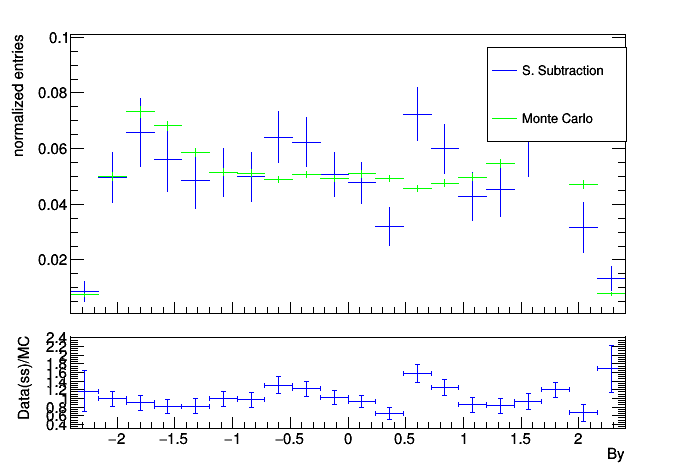 normalized entries
0.1
0.08
0.06
0.04
0.02
S. Subtraction
Monte Carlo
Data(ss)/MC
2.4
2.2
2
1.8
1.6
1.4
1.2
1
0.8
0.6
0.4
−2 −1.5 −1 −0.5 0 0.5 1 1.5 2
By